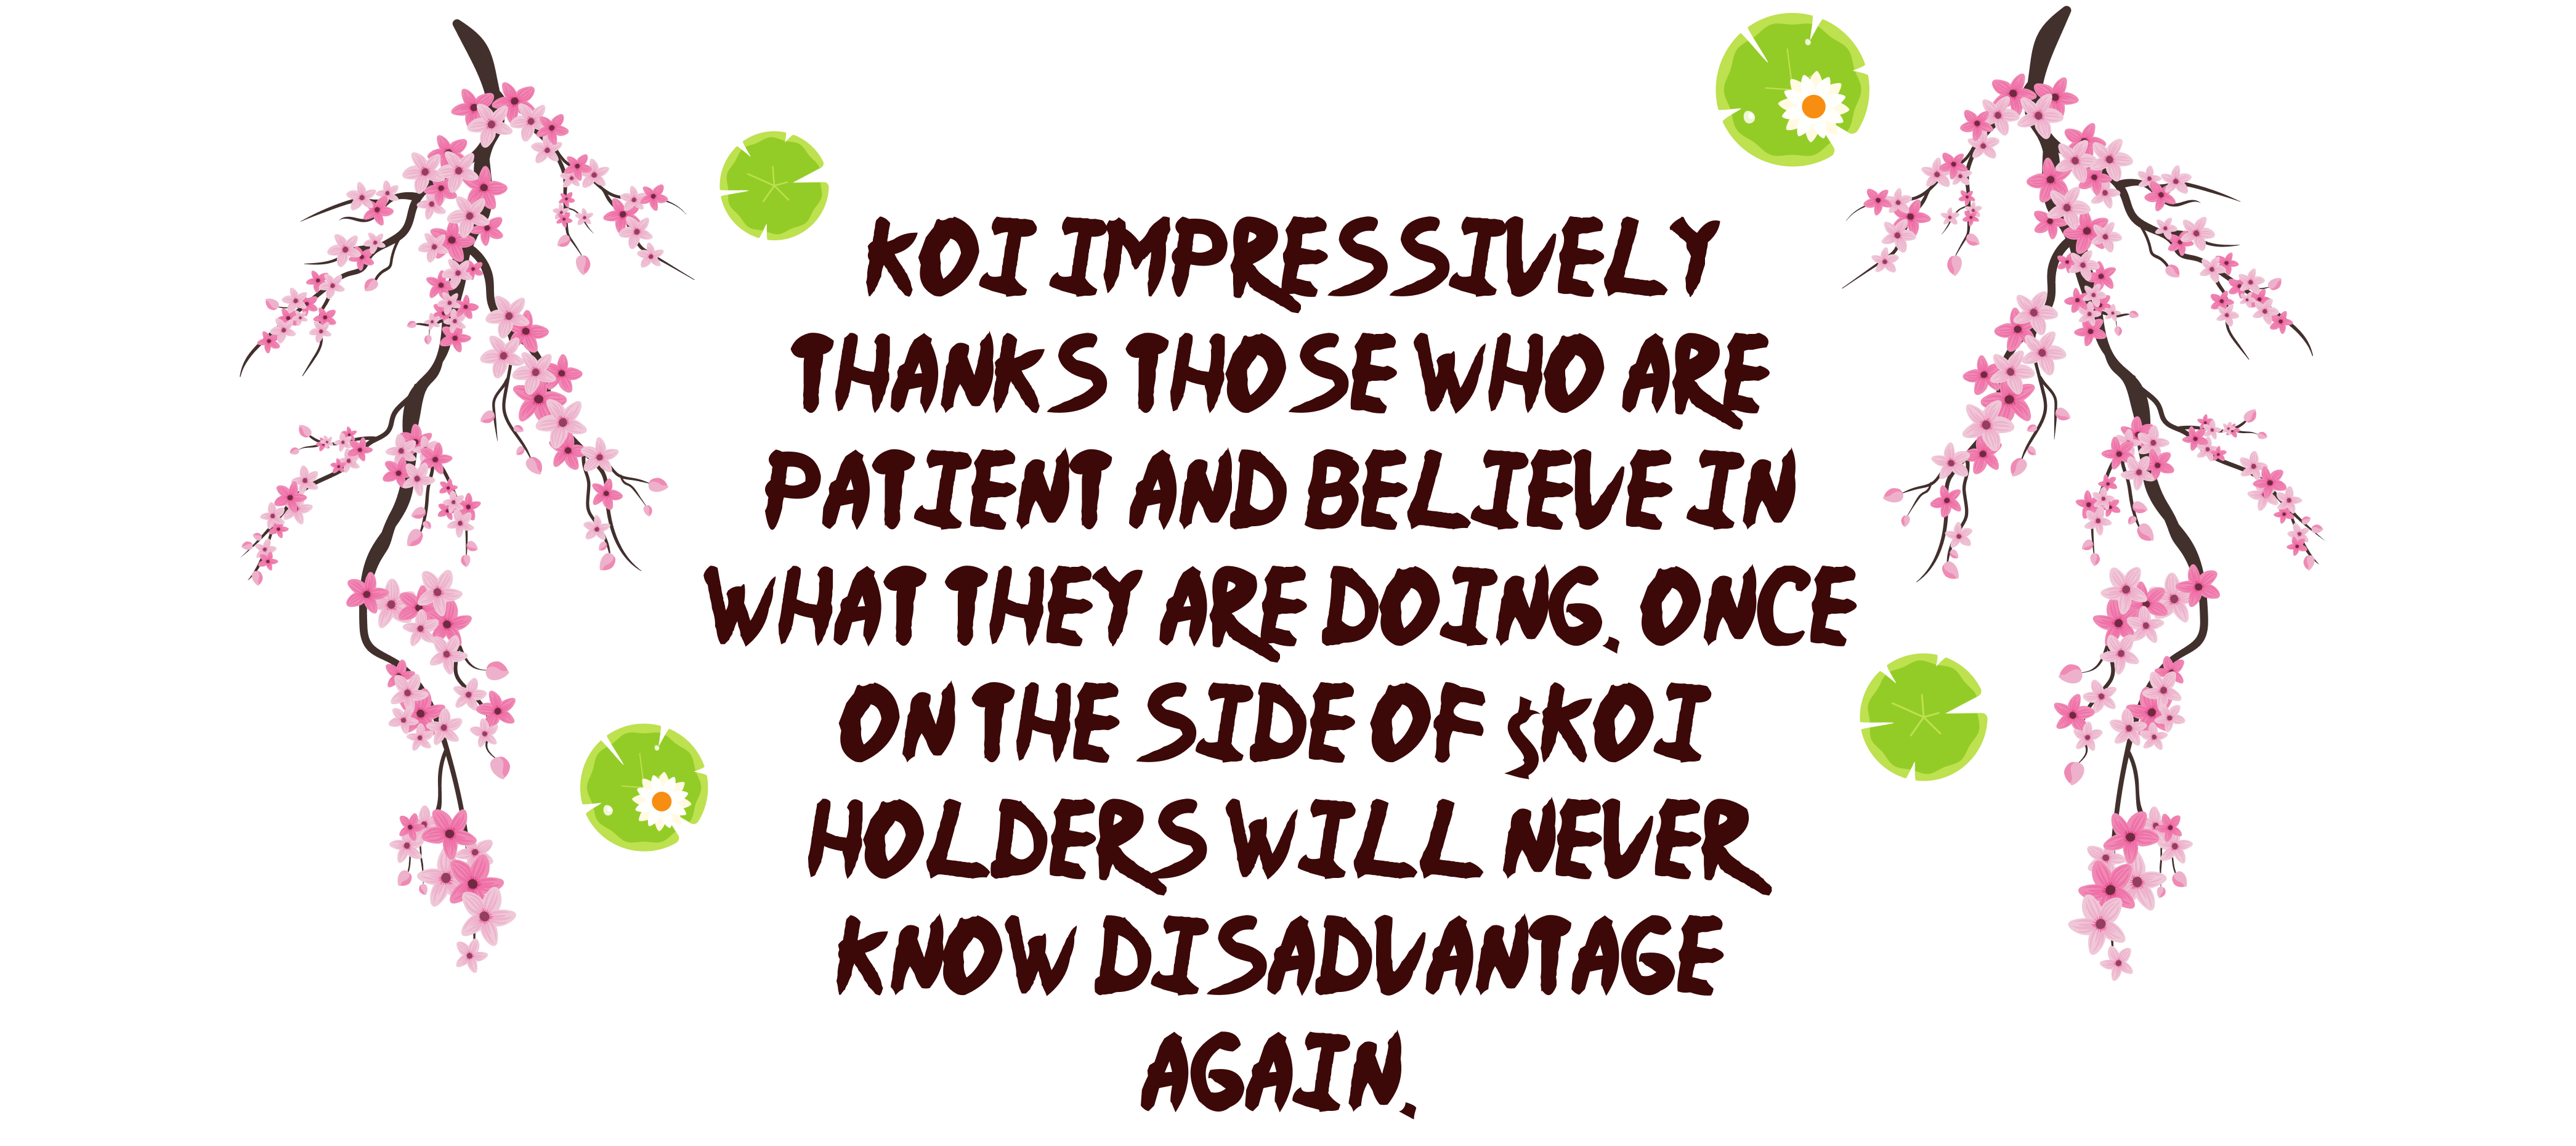 KOI IMPRESSIVELY
THANKS THOSE WHO ARE
PATIENT AND BELIEVE IN
WHAT THEY ARE DOING. ONCE
ON THE SIDE OF $KOI
HOLDERS WILL NEVER
KNOW DISADVANTAGE
AGAIN.